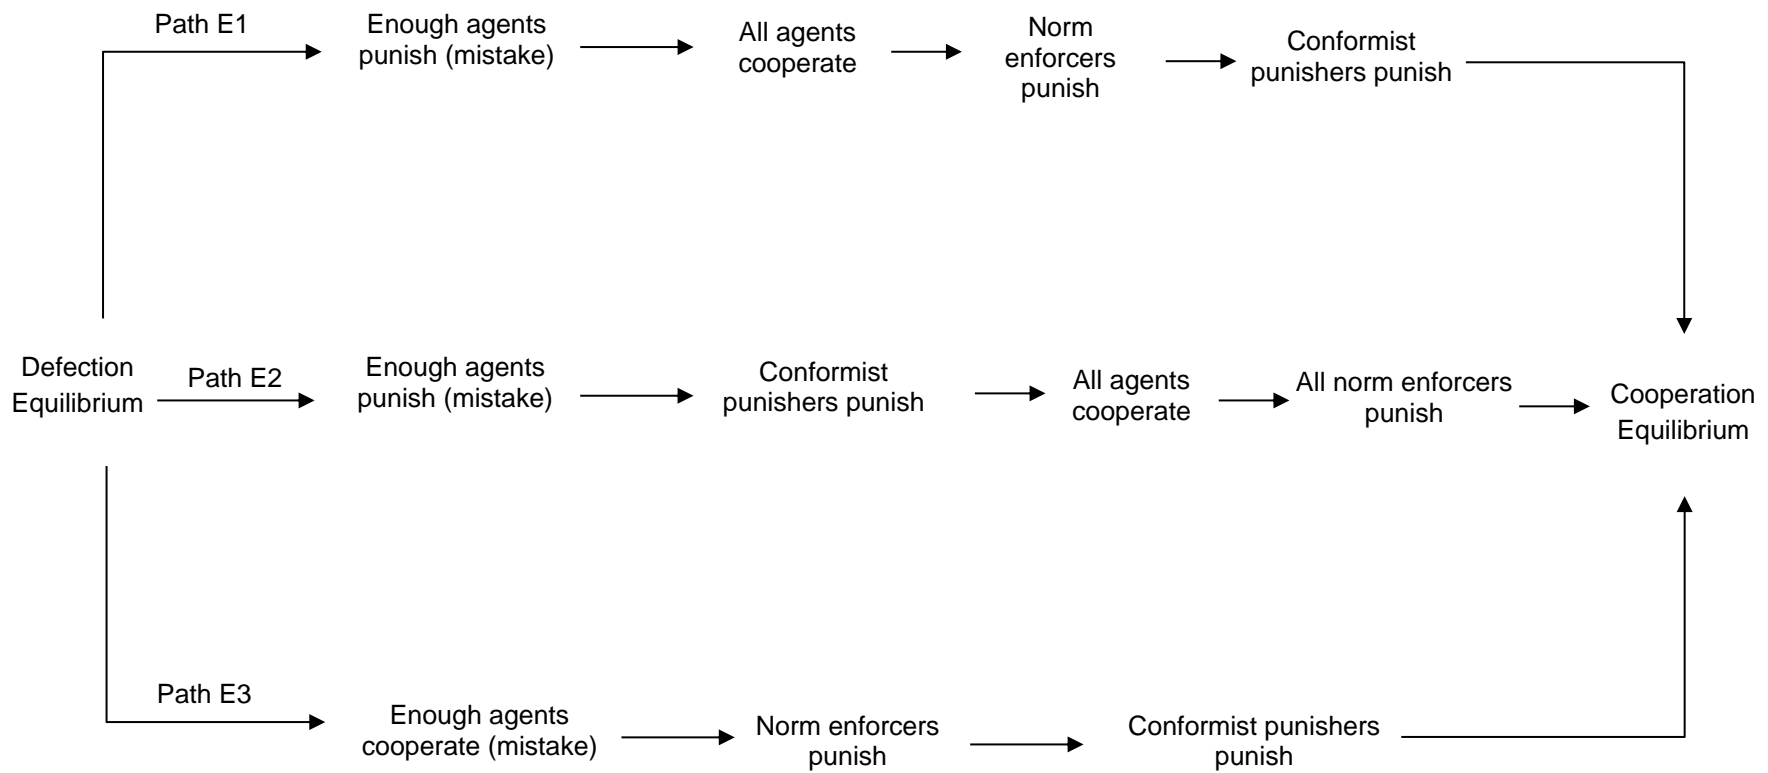 Path E1
Enough agents
punish (mistake)
All agents
cooperate
Norm
enforcers
punish
Conformist
punishers punish
Defection
Equilibrium
Path E2
Enough agents
punish (mistake)
Conformist
punishers punish
All agents
cooperate
All norm enforcers
punish
Cooperation
Equilibrium
Path E3
Enough agents
cooperate (mistake)
Norm enforcers
punish
Conformist punishers
punish